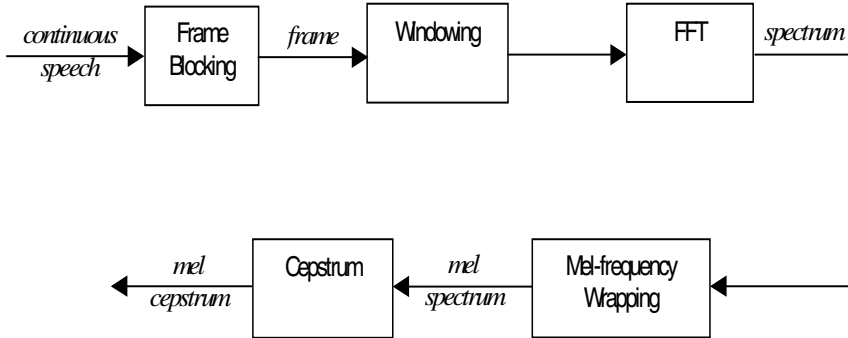 continuous
speech
Frame
Blocking
frame
Windowing
FFT
spectrum
mel
cepstrum
Cepstrum
mel
spectrum
Mel-frequency
Wrapping